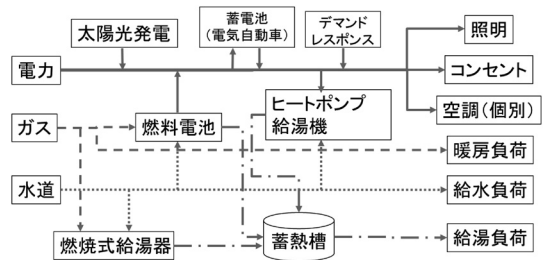 太陽光発電
蓄電池
(電気自動車)
デマンド
レスポンス
照明
電力
コンセント
ヒートポンプ
給湯機
空調(個別)
ガス
燃料電池
暖房負荷
水道
給水負荷
燃焼式給湯器
蓄熱槽
給湯負荷